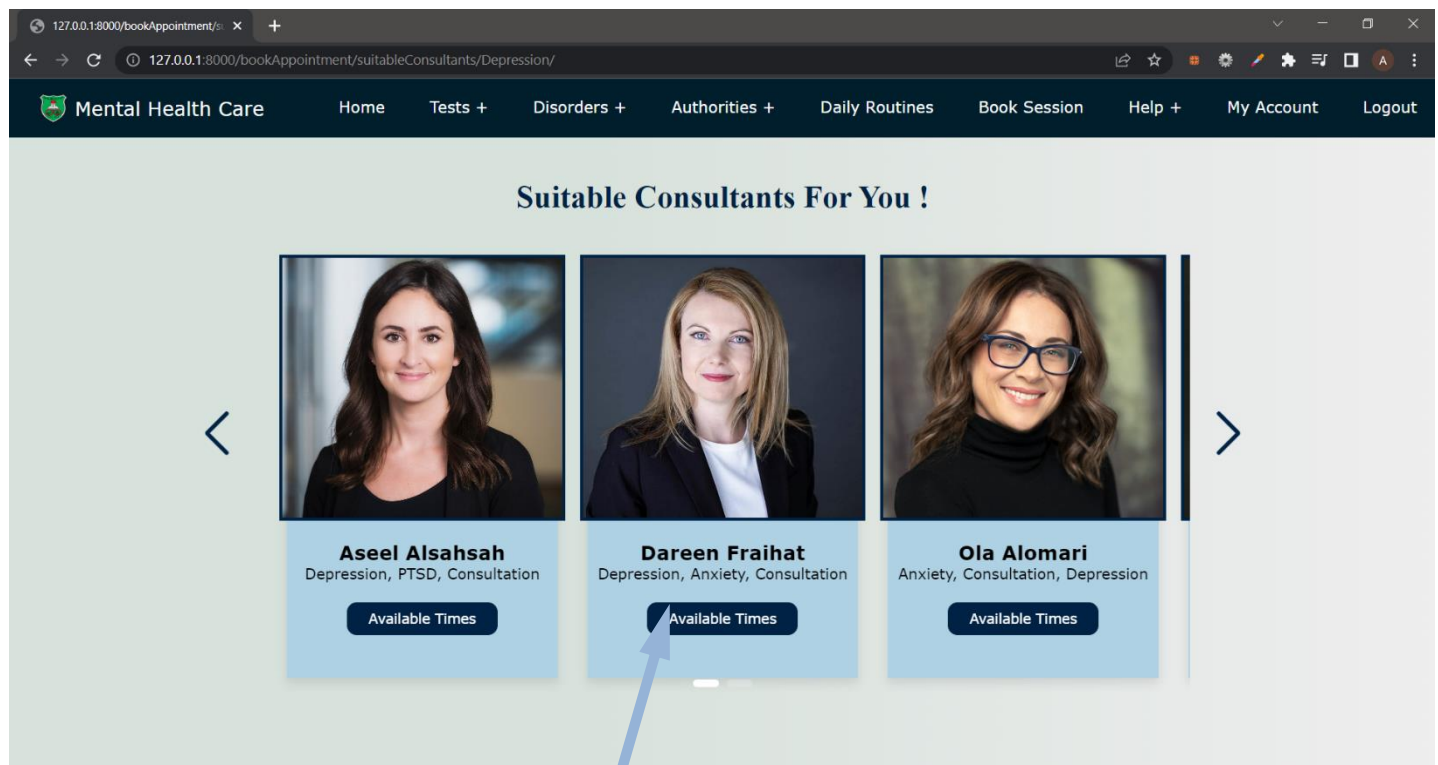 127.0.0.1:8000/bookAppointment/su
127.0.0.1:8000/bookAppointment/suitableConsultants/Depression/
A
Mental Health Care Home Tests + Disorders + Authorities + Daily Routines Book Session Help + My Account Logout
Suitable Consultants For You !
Aseel Alsahsah
Depression, PTSD, Consultation
Available Times
Dareen Fraihat
Depression, Anxiety, Consultation
Available Times
Ola Alomari
Anxiety, Consultation, Depression
Available Times